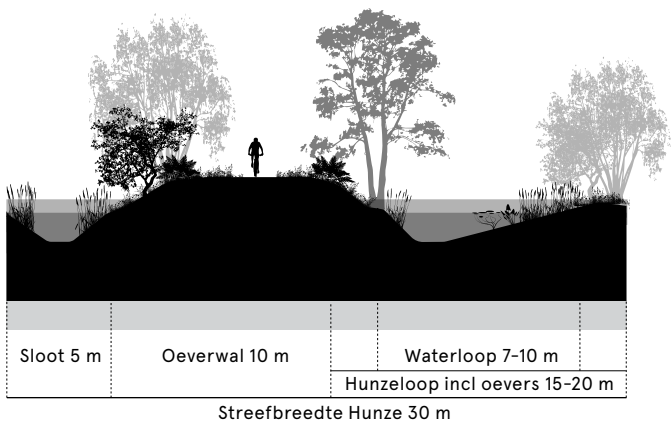 Sloot 5 m
Oeverwal 10 m
Waterloop 7-10 m
Hunzeloop incl oevers 15-20 m
Streefbreedte Hunze 30 m